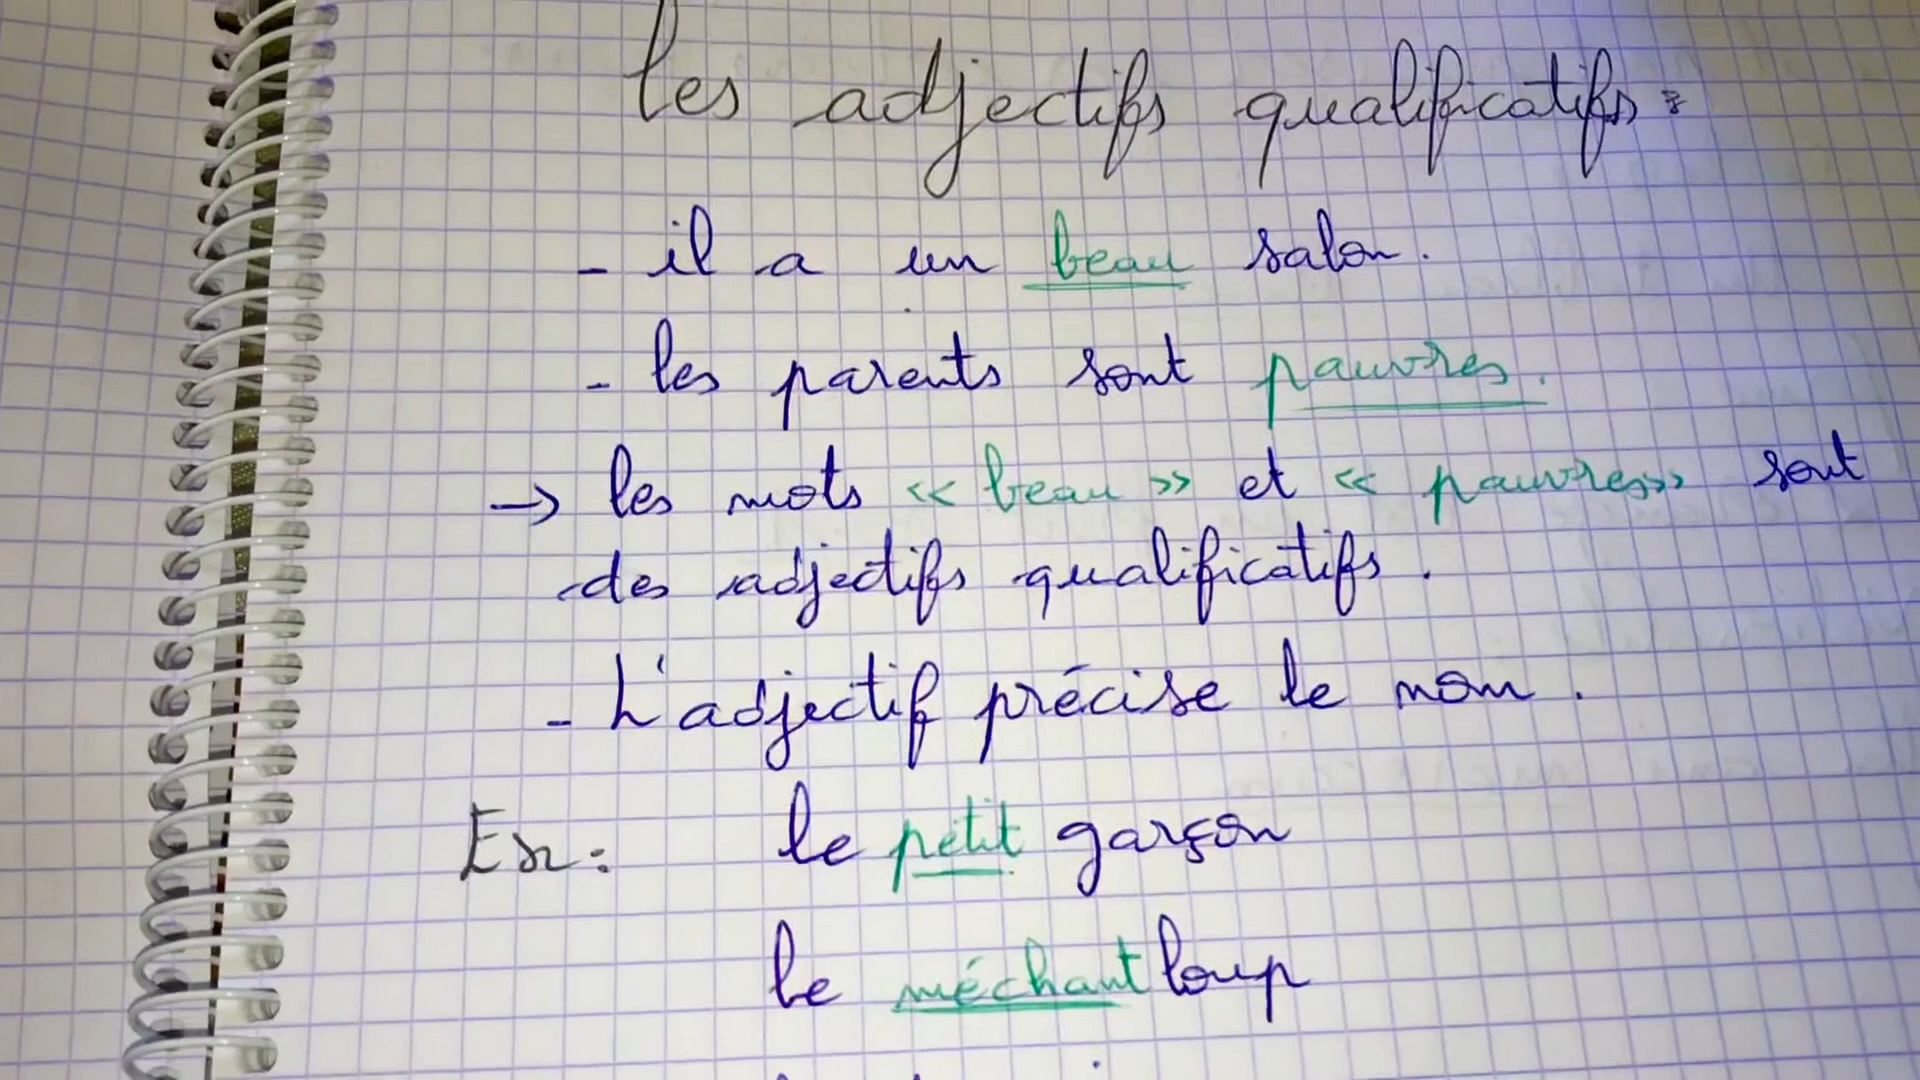 Les adjectifs qualificatifs :
- il a un beau salon.
- les parents sont pauvres.
→ les mots « beau » et « pauvres» sont
des adjectifs qualificatifs.
- L'adjectif précise le nom.
Ex: le petit garçon
le méchant loup